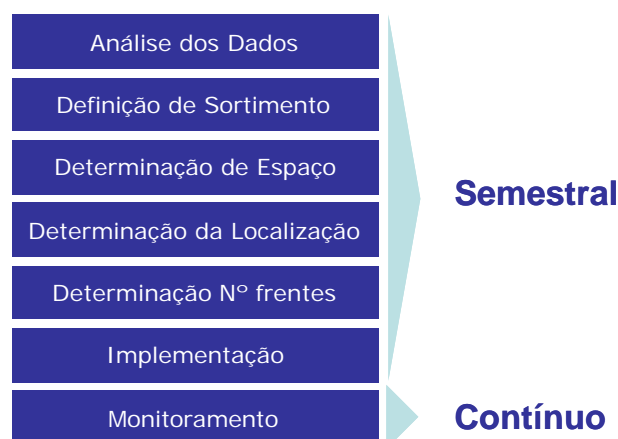 Análise dos Dados
Definição de Sortimento
Determinação de Espaço
Semestral
Determinação da Localização
Determinação Nº frentes
Implementação
Monitoramento
Contínuo